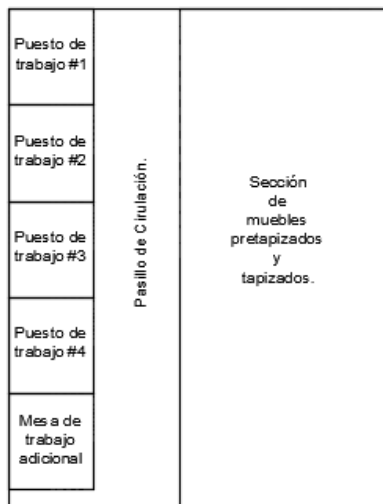 Puesto de
trabajo #1
Puesto de
trabajo #2
Puesto de
trabajo #3
Puesto de
trabajo #4
Mesa de
trabajo
adicional
Pasillo de Cirulación.
Sección
de
muebles
pretapizados
y
tapizados.